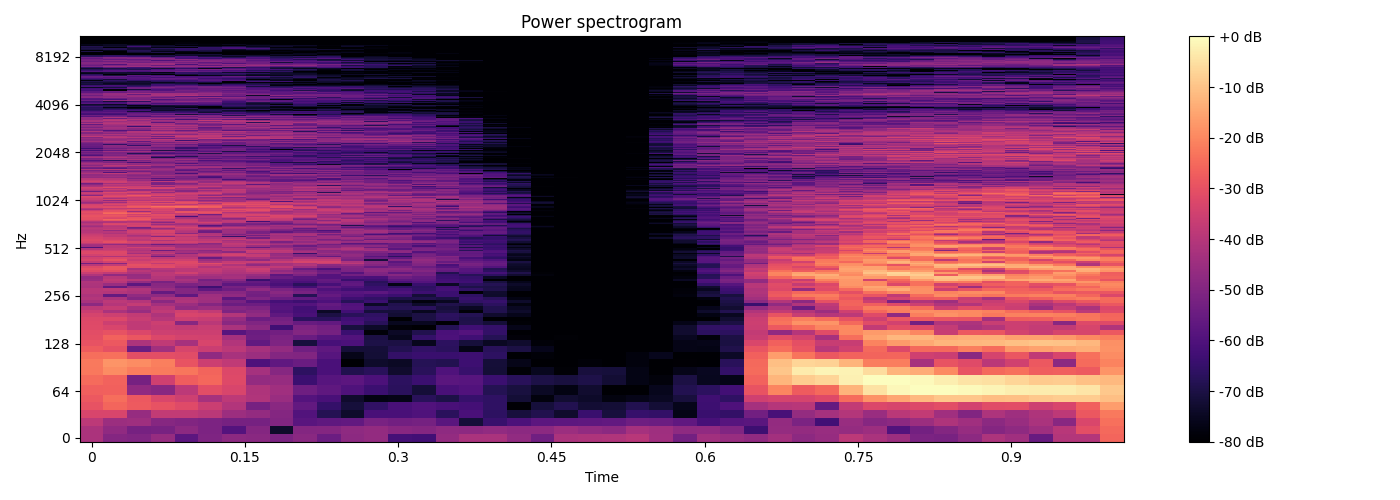 Power spectrogram
8192
4096
2048
1024
512
256
128
64
0
Hz
0 0.15 0.3 0.45 0.6 0.75 0.9
Time
+0 dB
-10 dB
-20 dB
-30 dB
-40 dB
-50 dB
-60 dB
-70 dB
-80 dB